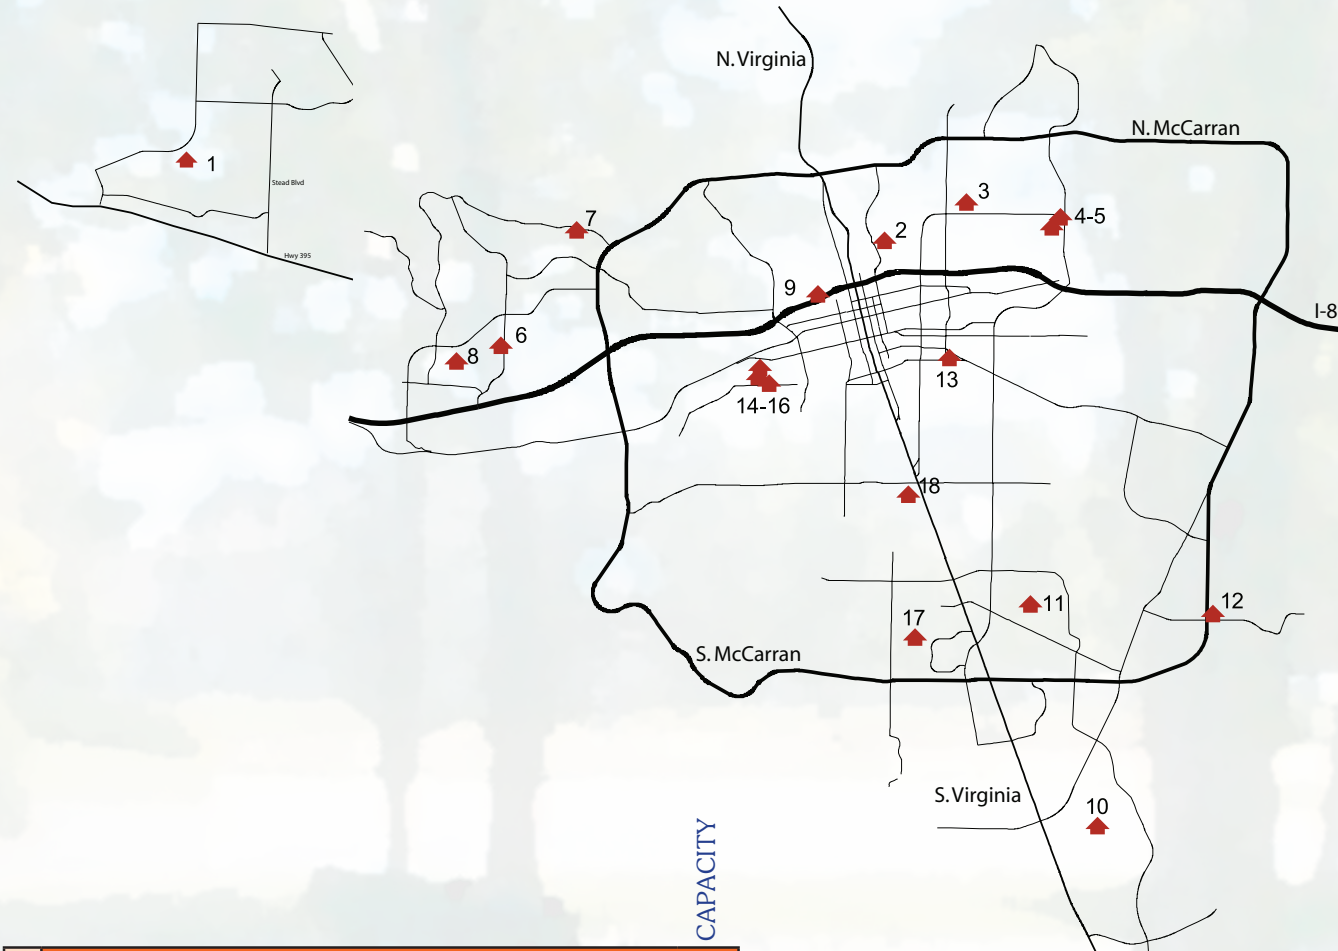 N. Virginia
N. McCarran
1
Stead Blvd
3
7
4-5
2
Hwy 395
9
I-8
6
8
13
14-16
18
11
12
17
S. McCarran
S. Virginia
10
CAPACITY